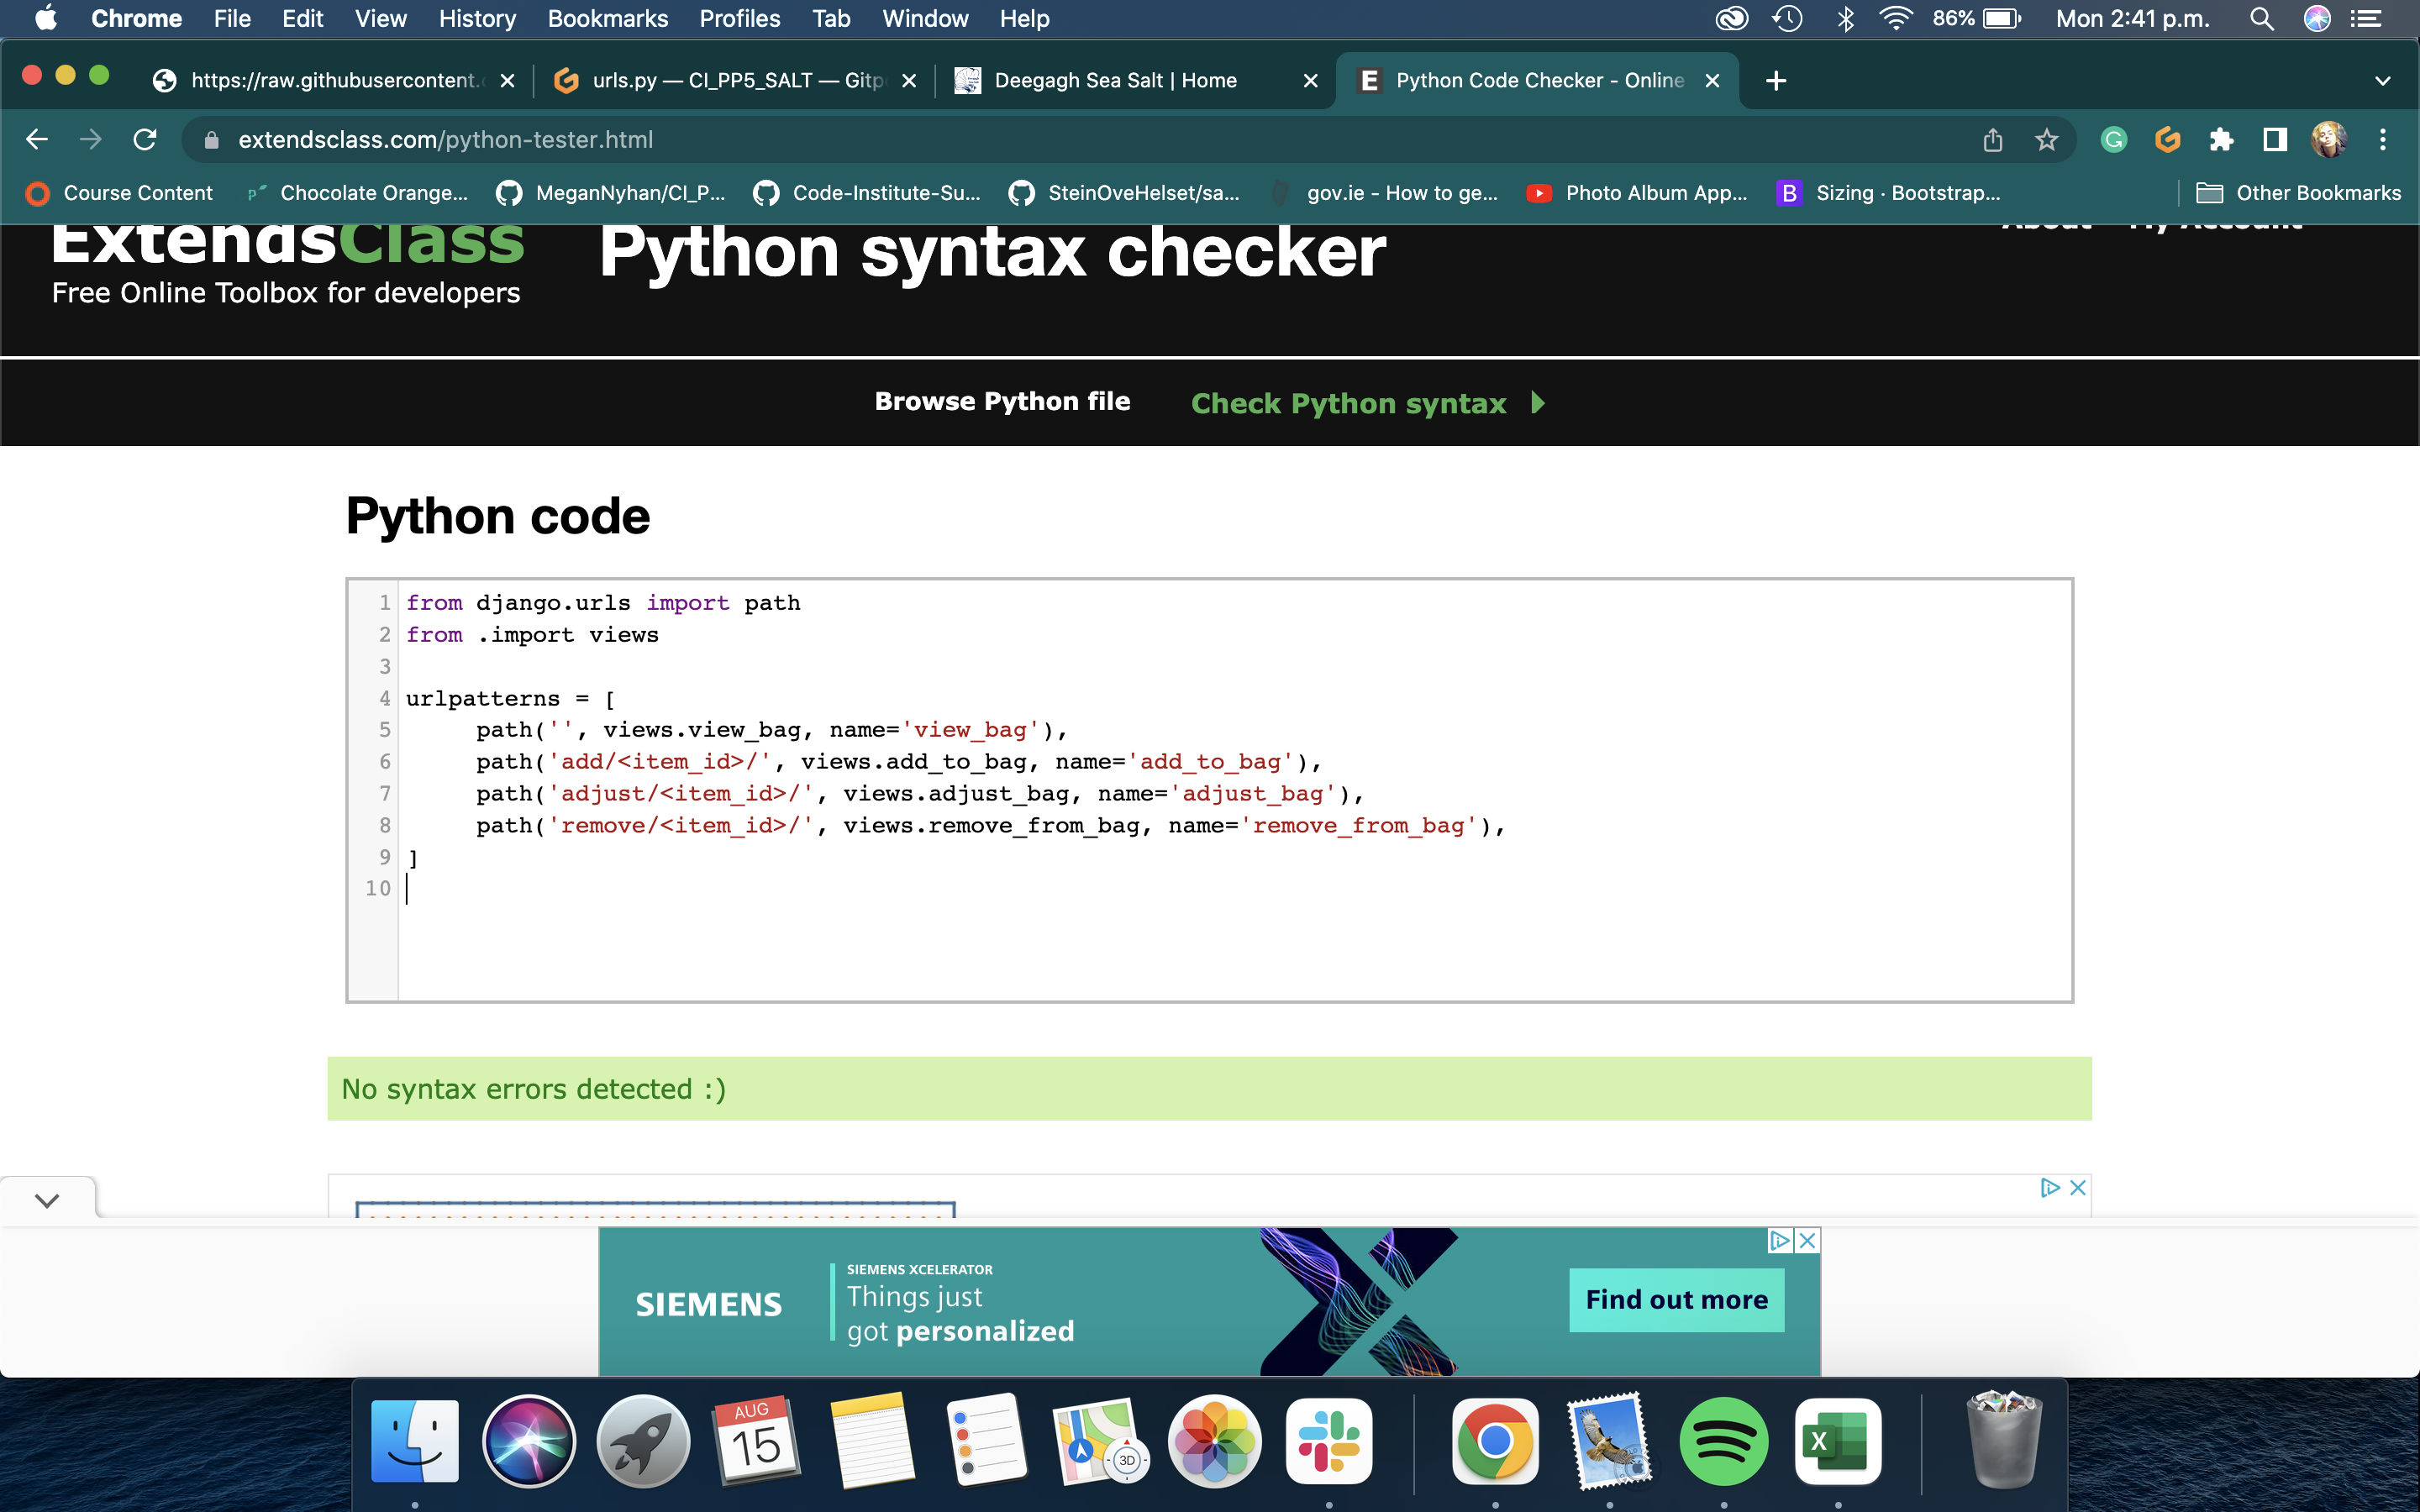 Chrome File Edit View History Bookmarks Profiles Tab Window Help 86% Mon 2:41 p.m.
https://raw.githubusercontent.c urls.py — CI_PP5_SALT — Gitp Deegagh Sea Salt | Home E Python Code Checker - Online
extendsclass.com/python-tester.html
Course Content Chocolate Orange... MeganNyhan/CI_P... Code-Institute-Su... SteinOveHelset/sa... gov.ie - How to ge... Photo Album App... B Sizing · Bootstrap... Other Bookmarks
ExtendsClass Python syntax checker About My Account
Free Online Toolbox for developers
Browse Python file Check Python syntax
Python code
1 from django.urls import path
2 from .import views
3
4 urlpatterns = [
5 path('', views.view_bag, name='view_bag'),
6 path('add/<item_id>/', views.add_to_bag, name='add_to_bag'),
7 path('adjust/<item_id>/', views.adjust_bag, name='adjust_bag'),
8 path('remove/<item_id>/', views.remove_from_bag, name='remove_from_bag'),
9 ]
10
No syntax errors detected :)
SIEMENS
SIEMENS XCELERATOR
Things just
got personalized
Find out more
AUG
15
3D
X